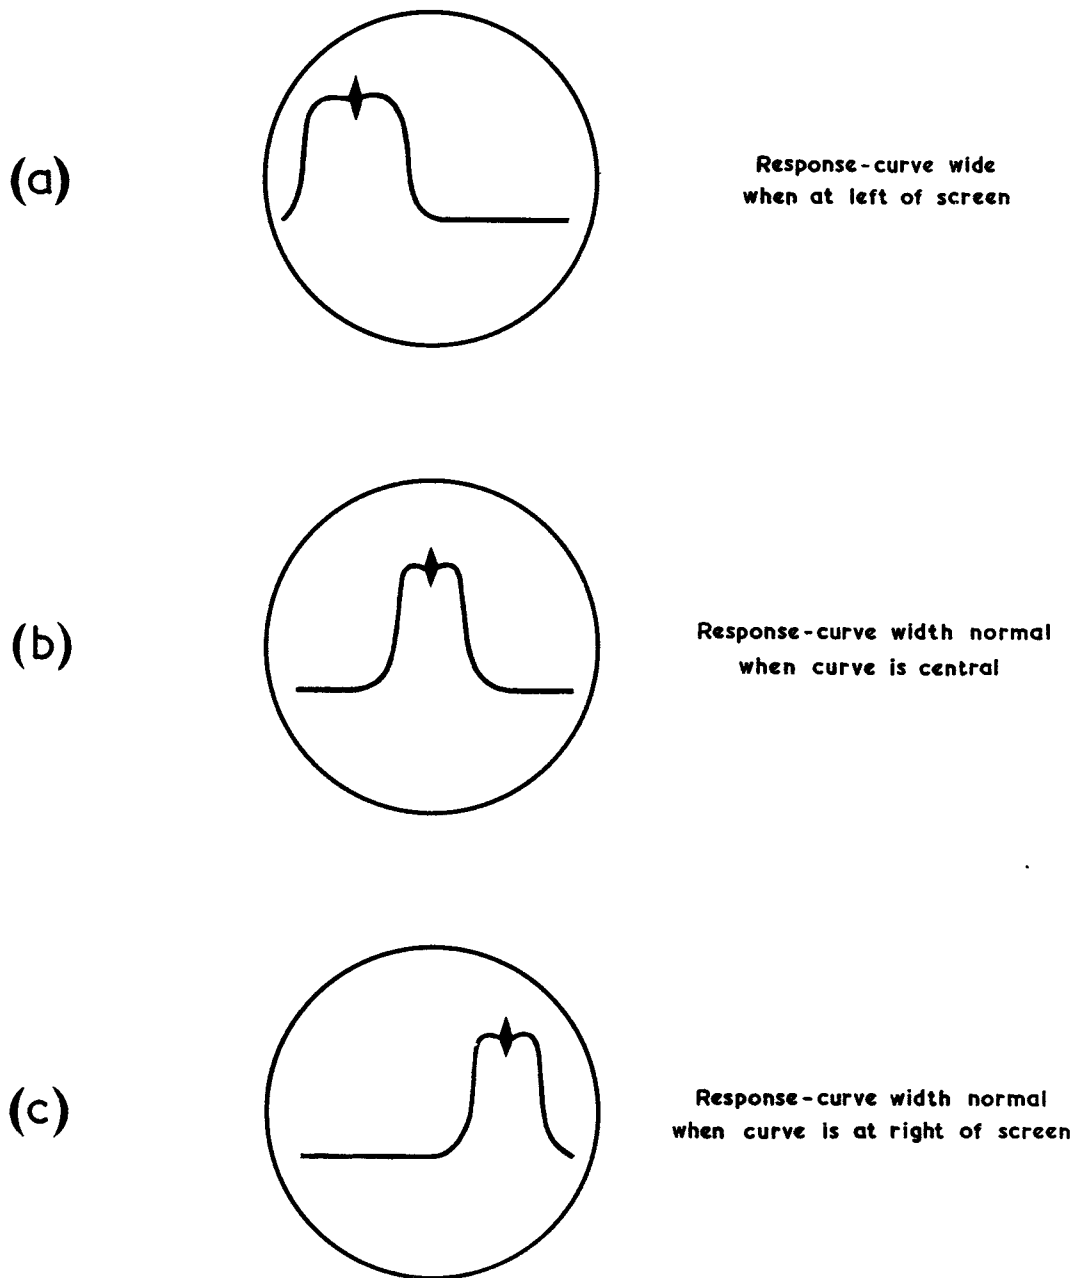 (a)
Response-curve wide
when at left of screen
(b)
Response-curve width normal
when curve is central
(c)
Response-curve width normal
when curve is at right of screen